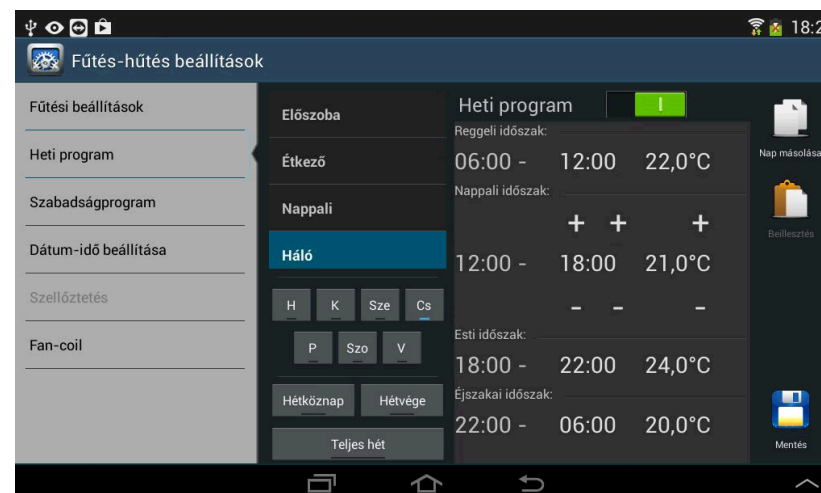 18:2
Fűtés-hűtés beállítások
Fűtési beállítások
Heti program
Szabadságprogram
Dátum-idő beállítása
Szellőztetés
Fan-coil
Előszoba
Étkező
Nappali
Háló
H K Sze Cs
P Szo V
Hétköznap Hétvége
Teljes hét
Heti program I
Reggeli időszak:
06:00 - 12:00 22,0°C
Nappali időszak:
+ + +
12:00 - 18:00 21,0°C
- - -
Esti időszak:
18:00 - 22:00 24,0°C
Éjszakai időszak:
22:00 - 06:00 20,0°C
Nap másolása
Beillesztés
Mentés